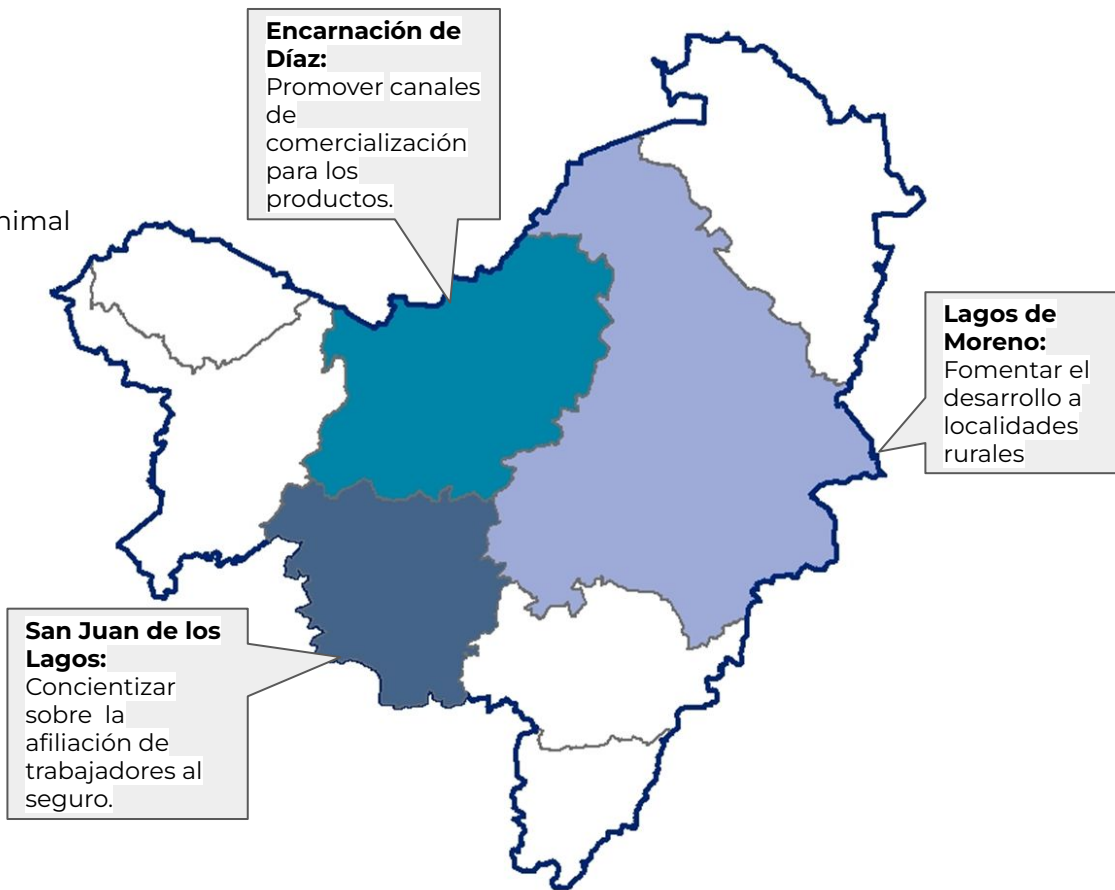 Encarnación de
Díaz:
Promover canales
de
comercialización
para los
productos.
nimal
Lagos de
Moreno:
Fomentar el
desarrollo a
localidades
rurales
San Juan de los
Lagos:
Concientizar
sobre la
afiliación de
trabajadores al
seguro.